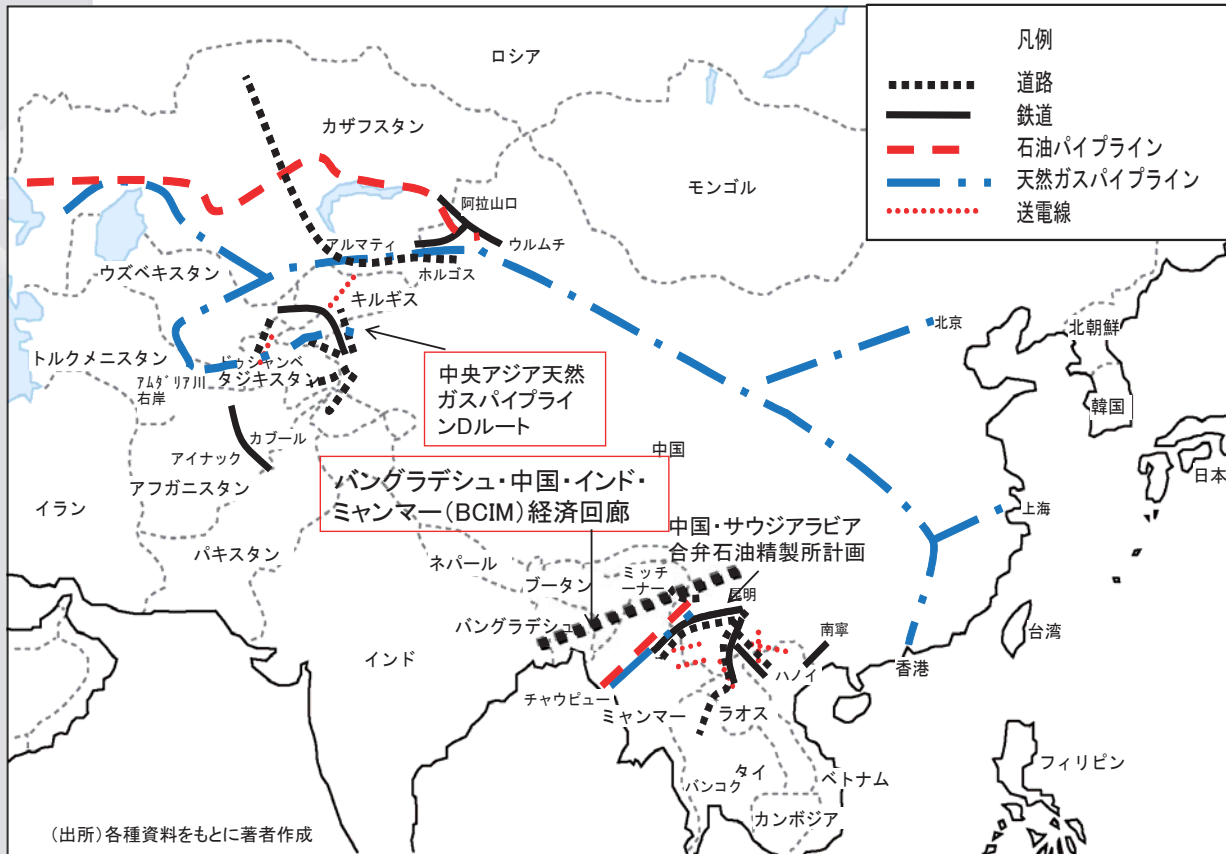 凡例
道路
鉄道
石油パイプライン
天然ガスパイプライン
送電線
ロシア
カザフスタン
モンゴル
阿拉山口
ウルムチ
アルマティ
ホルゴス
ウズベキスタン
キルギス
北京
北朝鮮
韓国
日本
トルクメニスタン
ドゥシャンベ
タジキスタン
アムダリア川
右岸
中央アジア天然
ガスパイプライ
ンDルート
カブール
アイナック
アフガニスタン
中国
バングラデシュ・中国・インド・
ミャンマー(BCIM)経済回廊
イラン
上海
パキスタン
中国・サウジアラビア
合弁石油精製所計画
ネパール
ブータン
ミッチ
ーナー
昆明
バングラデシュ
南寧
台湾
インド
香港
ハノイ
チャウピュー
ミャンマー
ラオス
フィリピン
タイ
バンコク
ベトナム
カンボジア
(出所)各種資料をもとに著者作成